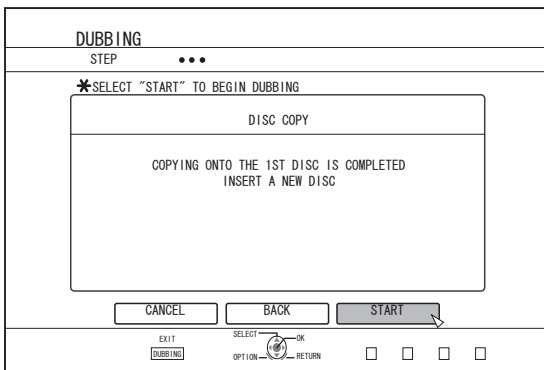 DUBBING
STEP
✱SELECT "START" TO BEGIN DUBBING
DISC COPY
COPYING ONTO THE 1ST DISC IS COMPLETED
INSERT A NEW DISC
CANCEL BACK START
EXIT
DUBBING
SELECT OK
OPTION RETURN